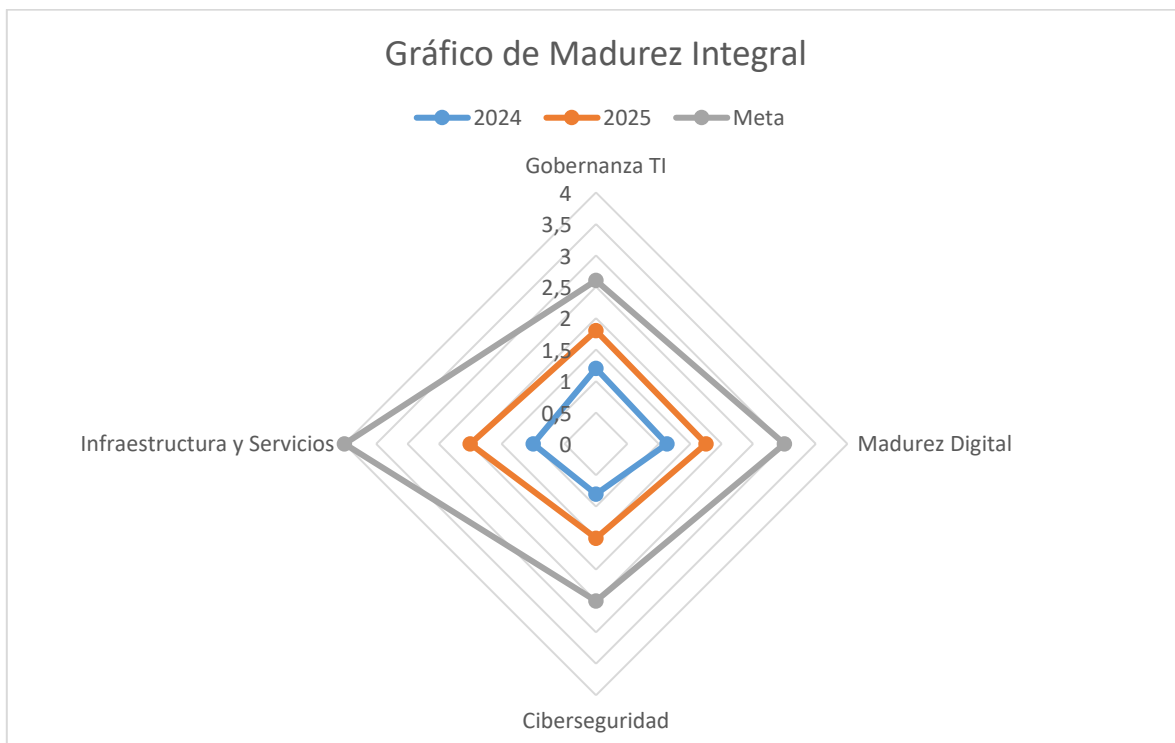 Gráfico de Madurez Integral
2024 2025 Meta
Gobernanza TI
4
3,5
3
2,5
2
1,5
1
0,5
0
Infraestructura y Servicios
Madurez Digital
Ciberseguridad